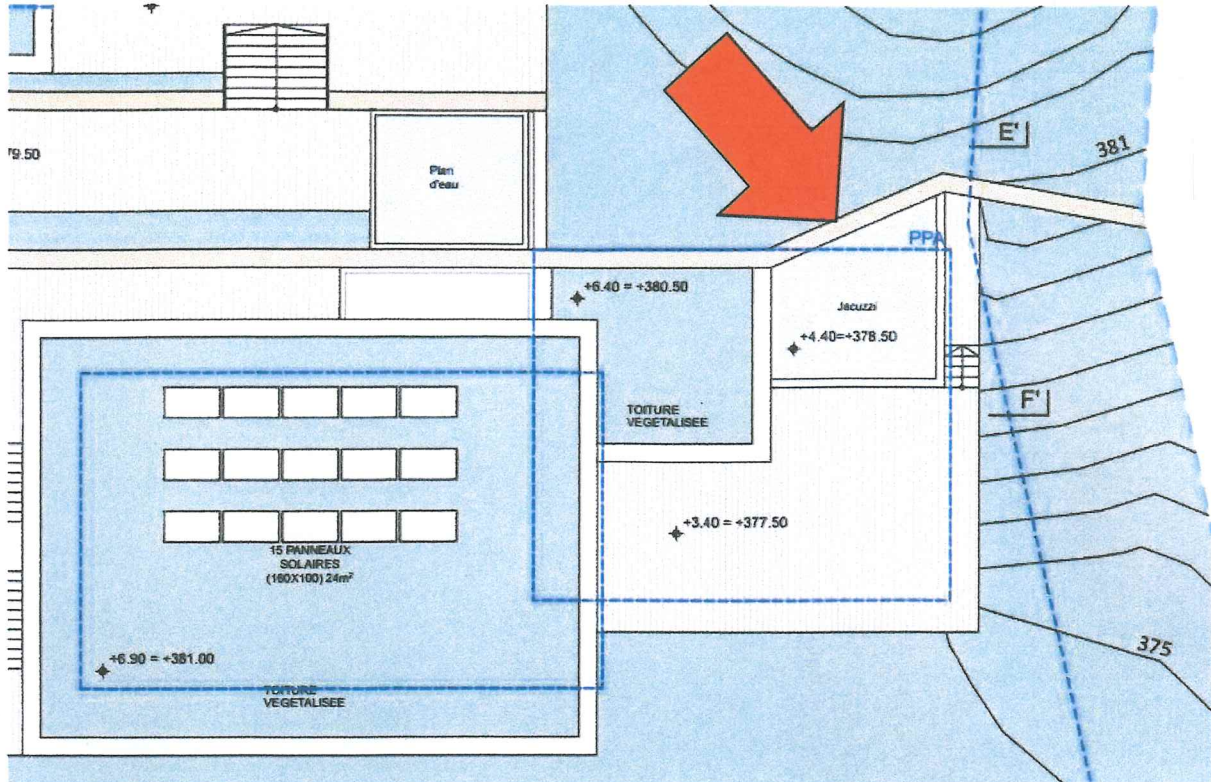 E'
381
79.50
Plan
d'eau
PPA
+6.40 = +380.50
Jacuzzi
+4.40=+378.50
F'
TOITURE
VEGETALISEE
+3.40 = +377.50
15 PANNEAUX
SOLAIRES
(160X100) 24m²
375
+6.90 = +381.00
TOITURE
VEGETALISEE